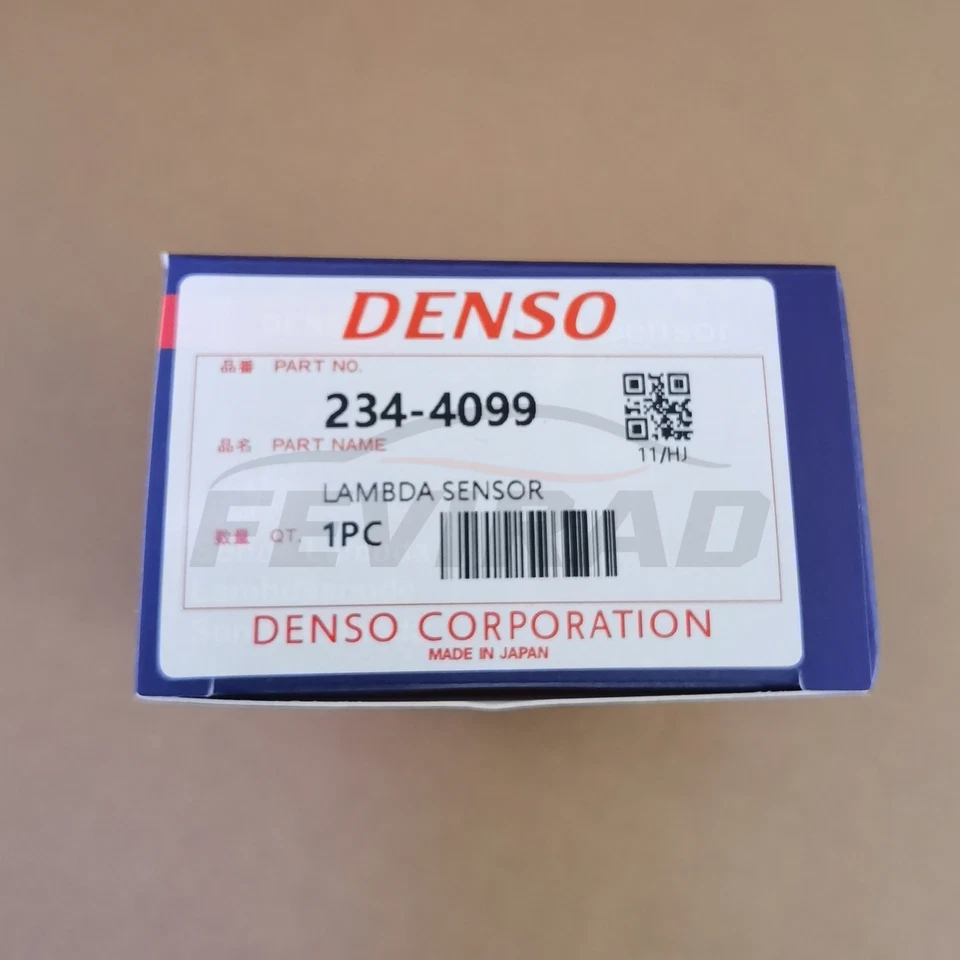 DENSO
品番 PART NO.
234-4099
品名 PART NAME
11/HJ
LAMBDA SENSOR
数量 QT. 1PC
FEVIRAD
DENSO CORPORATION
MADE IN JAPAN